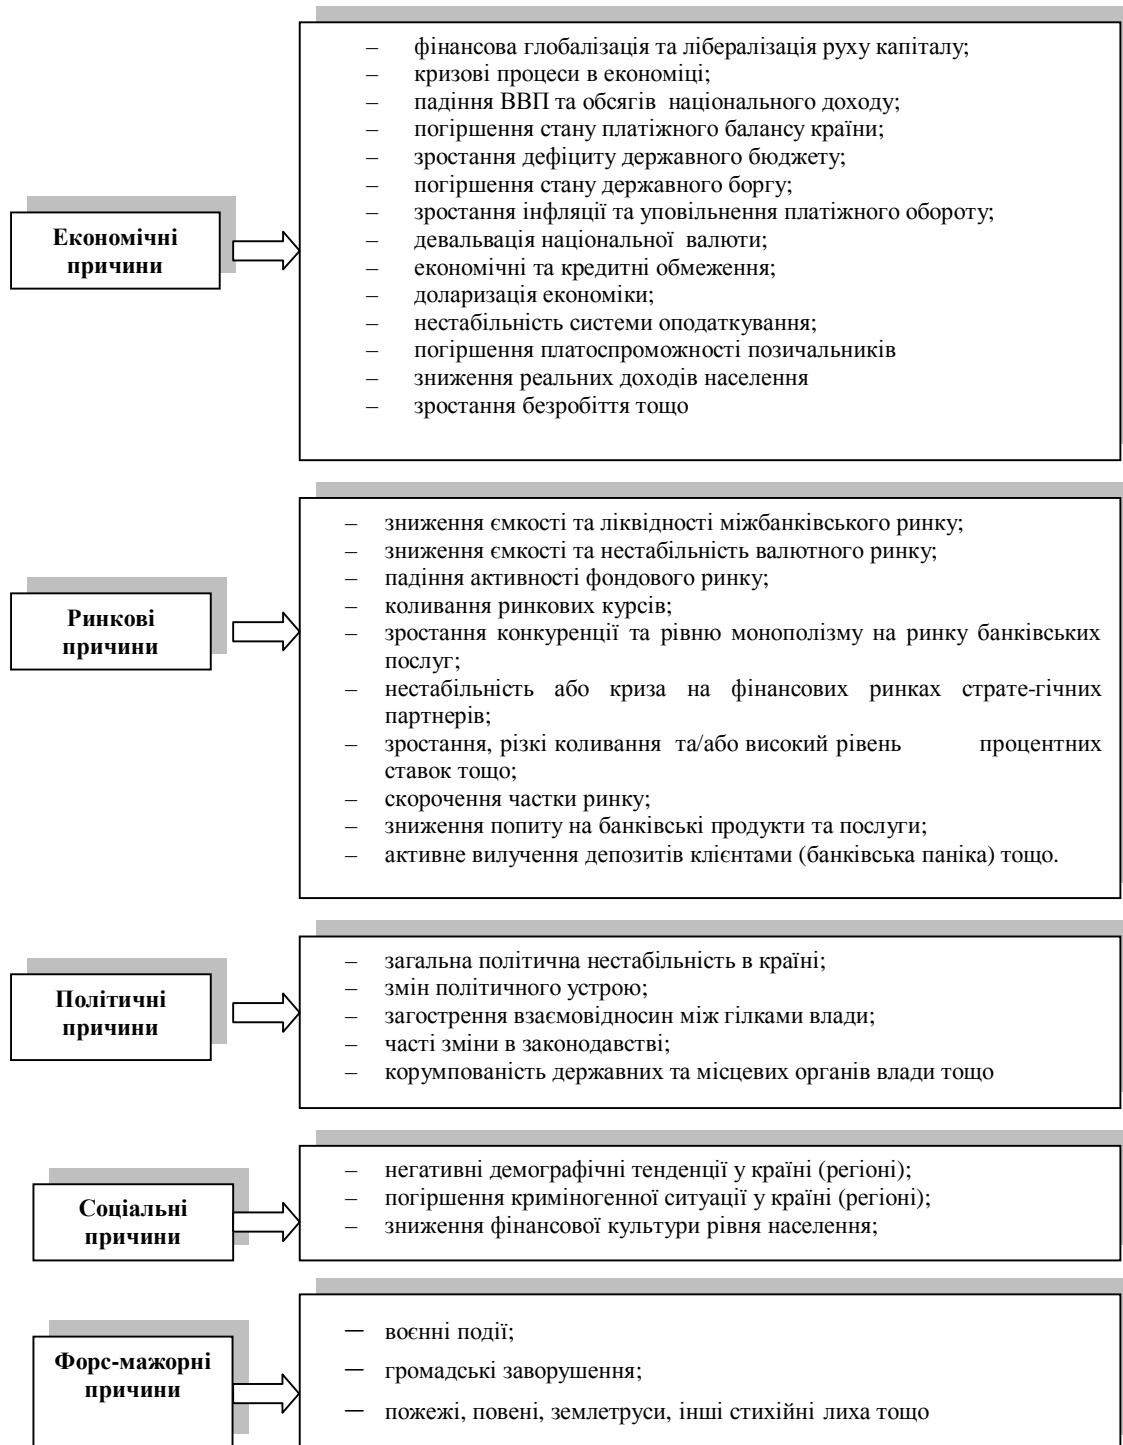 Економічні
причини
– фінансова глобалізація та лібералізація руху капіталу;
– кризові процеси в економіці;
– падіння ВВП та обсягів національного доходу;
– погіршення стану платіжного балансу країни;
– зростання дефіциту державного бюджету;
– погіршення стану державного боргу;
– зростання інфляції та уповільнення платіжного обороту;
– девальвація національної валюти;
– економічні та кредитні обмеження;
– доларизація економіки;
– нестабільність системи оподаткування;
– погіршення платоспроможності позичальників
– зниження реальних доходів населення
– зростання безробіття тощо
Ринкові
причини
– зниження ємкості та ліквідності міжбанківського ринку;
– зниження ємкості та нестабільність валютного ринку;
– падіння активності фондового ринку;
– коливання ринкових курсів;
– зростання конкуренції та рівню монополізму на ринку банківських
послуг;
– нестабільність або криза на фінансових ринках страте-гічних
партнерів;
– зростання, різкі коливання та/або високий рівень процентних
ставок тощо;
– скорочення частки ринку;
– зниження попиту на банківські продукти та послуги;
– активне вилучення депозитів клієнтами (банківська паніка) тощо.
Політичні
причини
– загальна політична нестабільність в країні;
– змін політичного устрою;
– загострення взаємовідносин між гілками влади;
– часті зміни в законодавстві;
– корумпованість державних та місцевих органів влади тощо
Соціальні
причини
– негативні демографічні тенденції у країні (регіоні);
– погіршення криміногенної ситуації у країні (регіоні);
– зниження фінансової культури рівня населення;
Форс-мажорні
причини
– воєнні події;
– громадські заворушення;
– пожежі, повені, землетруси, інші стихійні лиха тощо